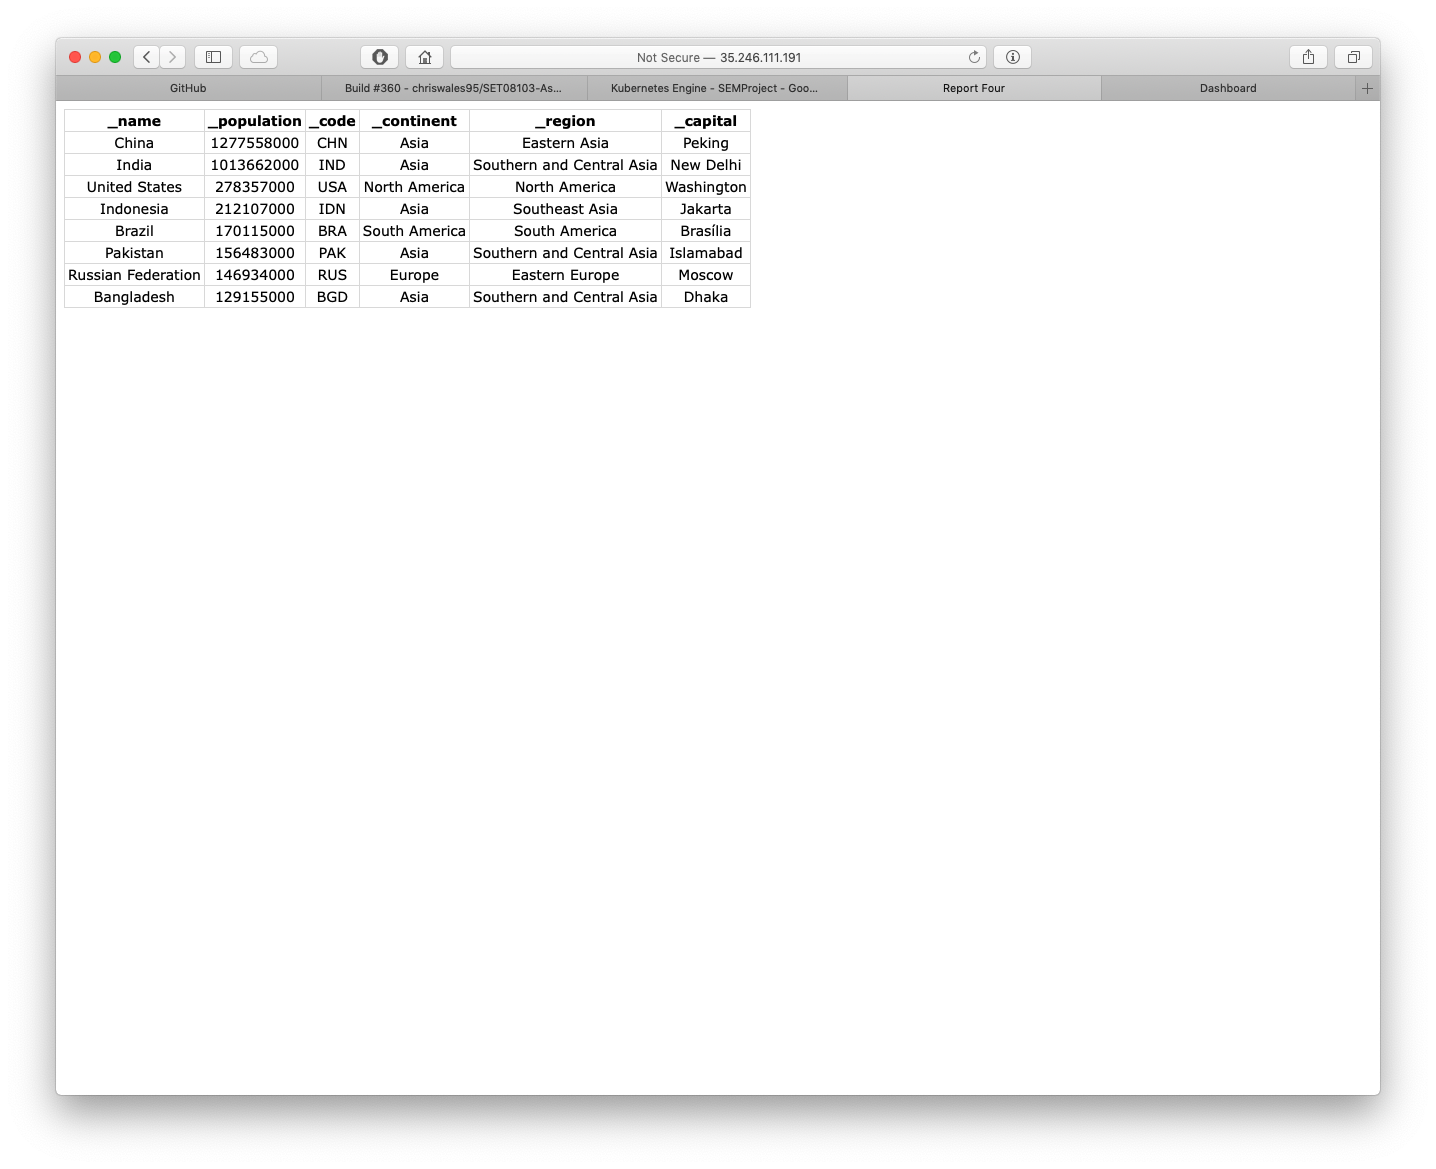 Not Secure — 35.246.111.191
GitHub Build #360 - chriswales95/SET08103-As... Kubernetes Engine - SEMProject - Goo... Report Four Dashboard
_name _population _code _continent _region _capital
China 1277558000 CHN Asia Eastern Asia Peking
India 1013662000 IND Asia Southern and Central Asia New Delhi
United States 278357000 USA North America North America Washington
Indonesia 212107000 IDN Asia Southeast Asia Jakarta
Brazil 170115000 BRA South America South America Brasília
Pakistan 156483000 PAK Asia Southern and Central Asia Islamabad
Russian Federation 146934000 RUS Europe Eastern Europe Moscow
Bangladesh 129155000 BGD Asia Southern and Central Asia Dhaka